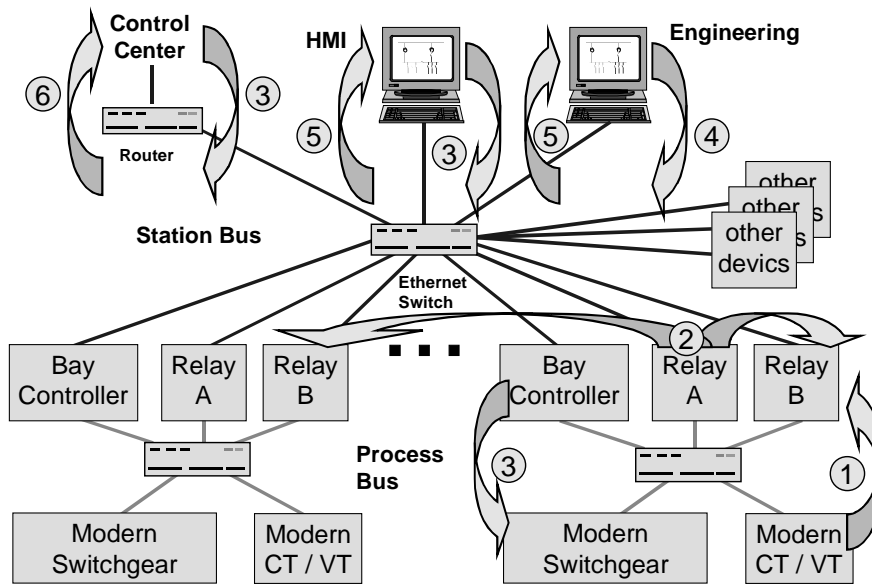 Control
Center
HMI
Engineering
6
3
5
3
5
4
Router
other
other
s
s
other
devics
Station Bus
Ethernet
Switch
2
Bay
Controller
Relay
A
Relay
B
Bay
Controller
Relay
A
Relay
B
Process
Bus
3
1
Modern
Switchgear
Modern
CT / VT
Modern
Switchgear
Modern
CT / VT